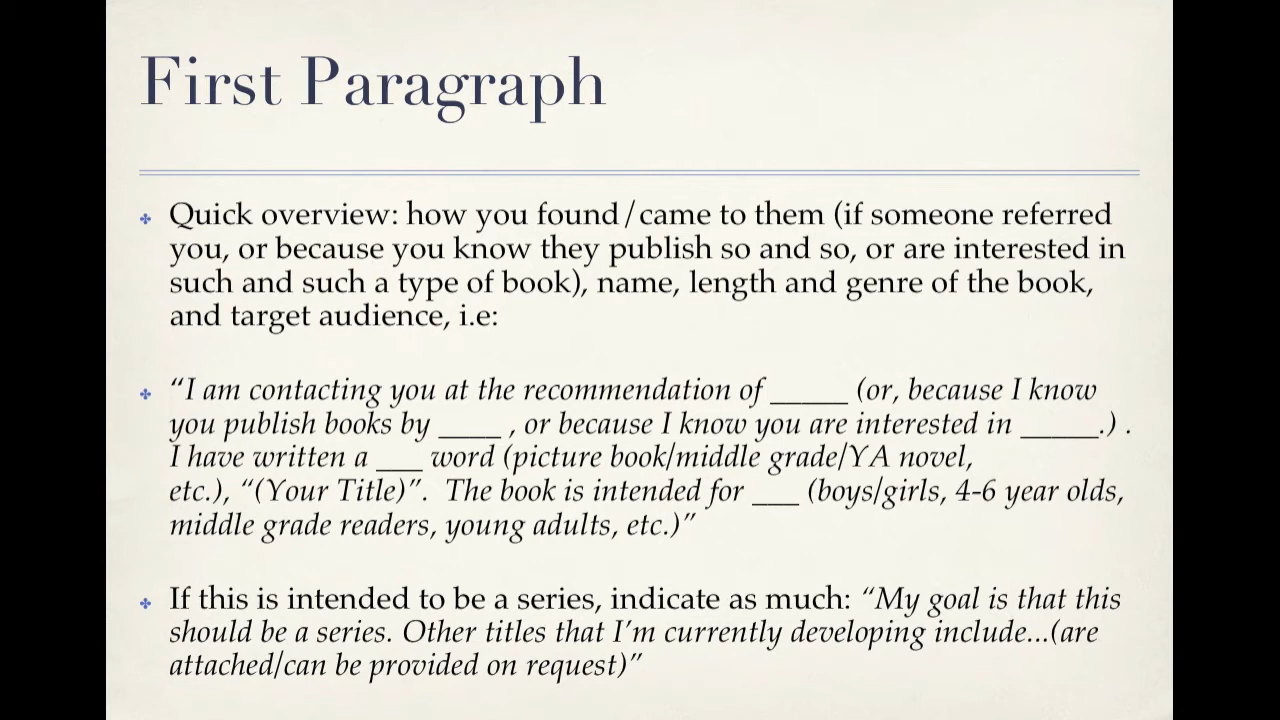 First Paragraph
Quick overview: how you found/came to them (if someone referred
you, or because you know they publish so and so, or are interested in
such and such a type of book), name, length and genre of the book,
and target audience, i.e:
“I am contacting you at the recommendation of _____ (or, because I know
you publish books by ____ , or because I know you are interested in _____.) .
I have written a ___ word (picture book/middle grade/YA novel,
etc.), “(Your Title)”. The book is intended for ___ (boys/girls, 4-6 year olds,
middle grade readers, young adults, etc.)”
If this is intended to be a series, indicate as much: “My goal is that this
should be a series. Other titles that I’m currently developing include...(are
attached/can be provided on request)”